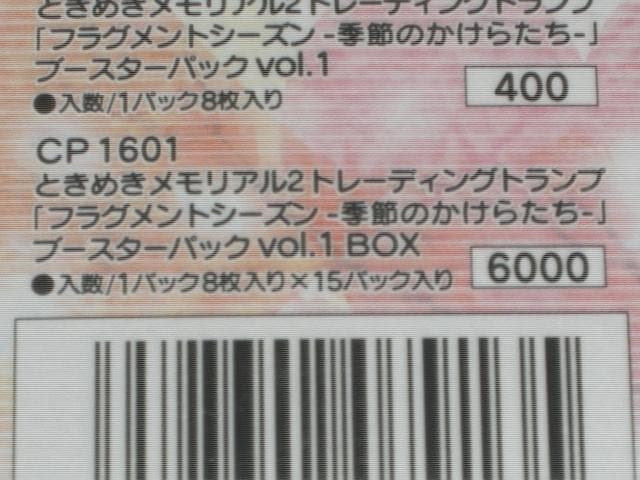 ときめきメモリアル2トレーディングトランプ
「フラグメントシーズン -季節のかけらたち-」
ブースターパック vol.1
●入数/1パック8枚入り
400
CP 1601
ときめきメモリアル2トレーディングトランプ
「フラグメントシーズン -季節のかけらたち-」
ブースターパック vol.1 BOX
●入数/1パック8枚入り×15パック入り
6000